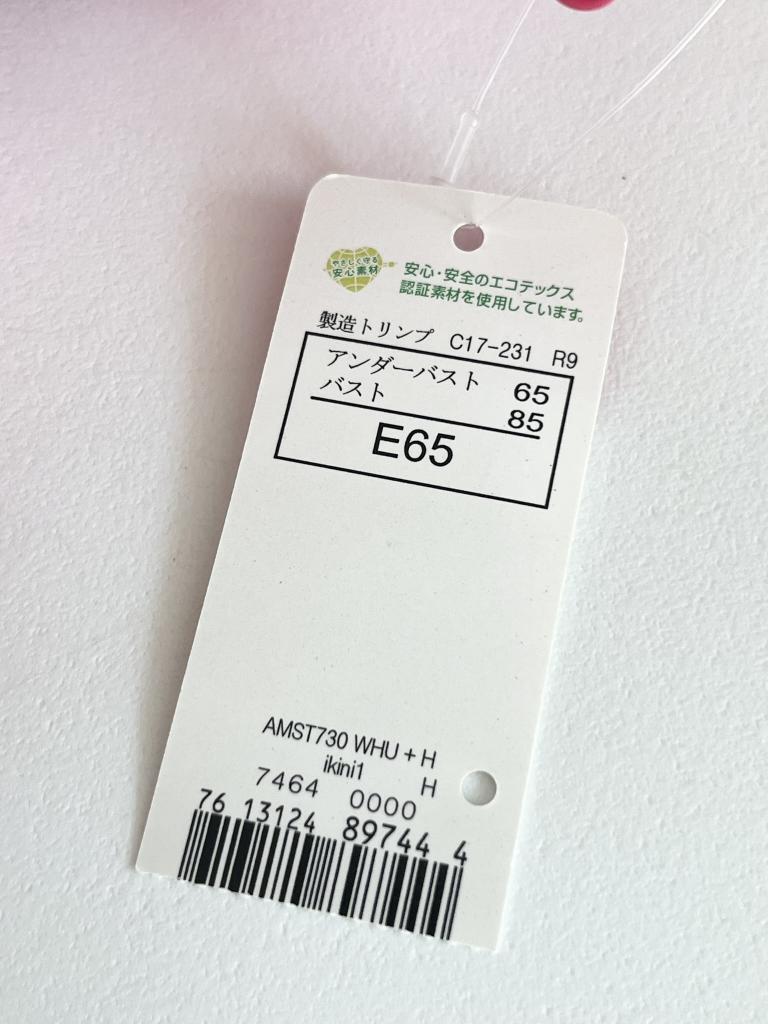 やさしく守る
安心素材
安心・安全のエコテックス
認証素材を使用しています。
製造トリンプ C17-231 R9
アンダーバスト 65
バスト 85
E65
AMST730 WHU + H
ikini1 H
7464 0000
76 13124 89744 4